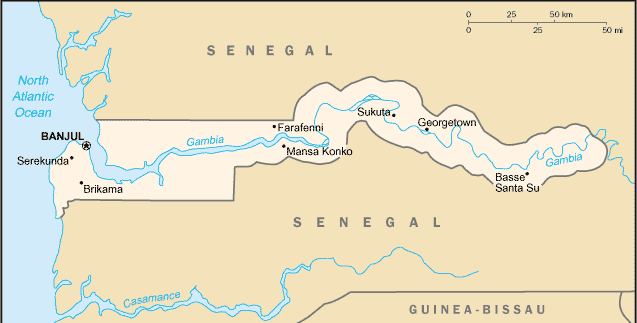 0 25 50 km
0 25 50 mi
SENEGAL
North
Atlantic
Ocean
Sukuta
Georgetown
Farafenni
BANJUL
Gambia
Mansa Konko
Serekunda
Gambia
Brikama
Basse
Santa Su
SENEGAL
Casamance
GUINEA-BISSAU